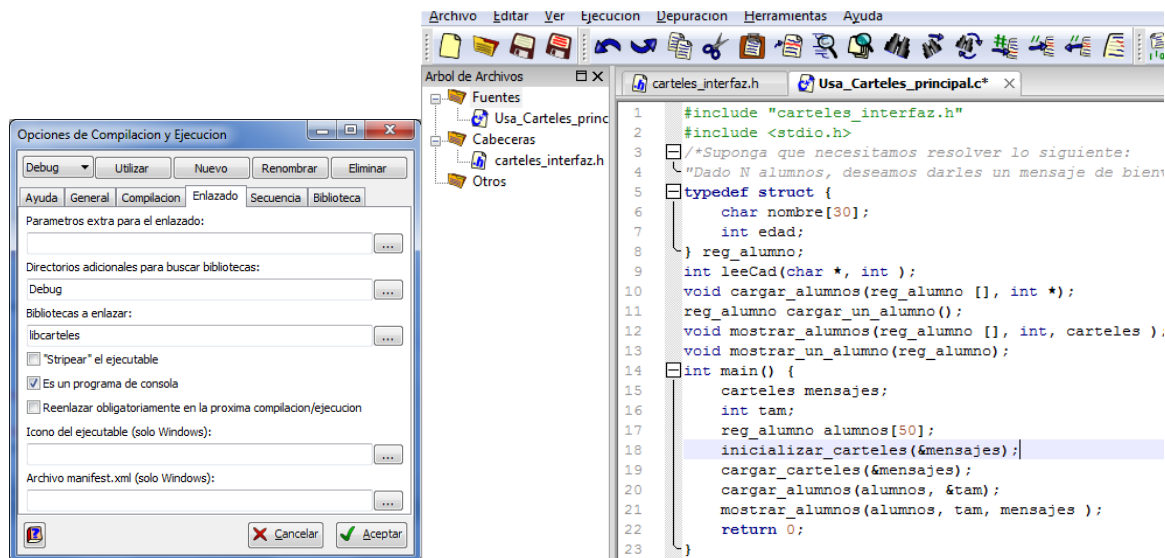 Opciones de Compilacion y Ejecucion
Debug Utilizar Nuevo Renombrar Eliminar
Ayuda General Compilacion Enlazado Secuencia Biblioteca
Parametros extra para el enlazado:
...
Directorios adicionales para buscar bibliotecas:
Debug ...
Bibliotecas a enlazar:
libcarteles ...
"Stripear" el ejecutable
Es un programa de consola
Reenlazar obligatoriamente en la proxima compilacion/ejecucion
Icono del ejecutable (solo Windows):
...
Archivo manifest.xml (solo Windows):
...
Cancelar Aceptar
Archivo Editar Ver Ejecucion Depuracion Herramientas Ayuda
Arbol de Archivos
Fuentes
Usa_Carteles_princ
Cabeceras
carteles_interfaz.h
Otros
carteles_interfaz.h Usa_Carteles_principal.c*
1 #include "carteles_interfaz.h"
2 #include <stdio.h>
3 /*Suponga que necesitamos resolver lo siguiente:
4 "Dado N alumnos, deseamos darles un mensaje de bienv
5 typedef struct {
6 char nombre[30];
7 int edad;
8 } reg_alumno;
9 int leeCad(char *, int );
10 void cargar_alumnos(reg_alumno [], int *);
11 reg_alumno cargar_un_alumno();
12 void mostrar_alumnos(reg_alumno [], int, carteles );
13 void mostrar_un_alumno(reg_alumno);
14 int main() {
15 carteles mensajes;
16 int tam;
17 reg_alumno alumnos[50];
18 inicializar_carteles(&mensajes);
19 cargar_carteles(&mensajes);
20 cargar_alumnos(alumnos, &tam);
21 mostrar_alumnos(alumnos, tam, mensajes );
22 return 0;
23 }